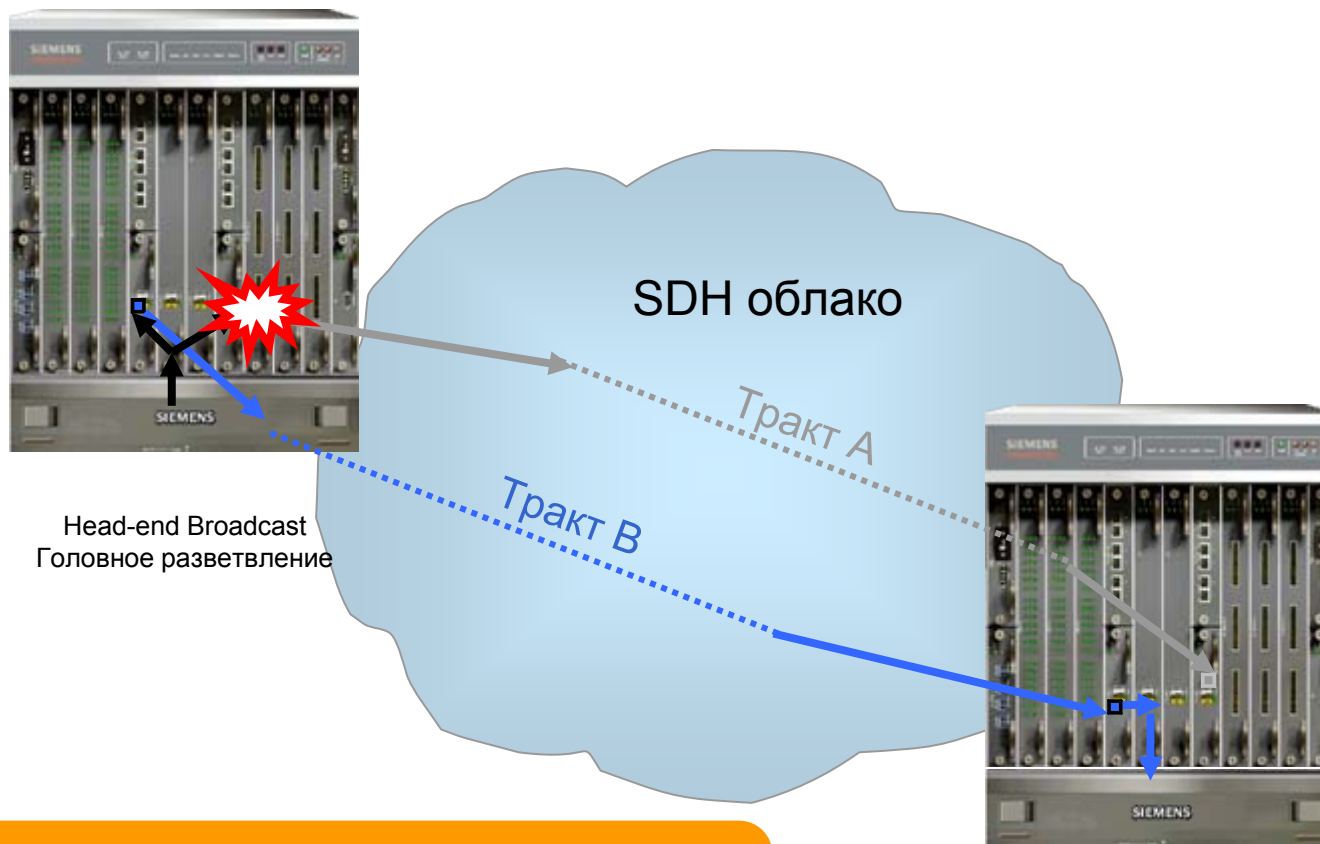 SIEMENS
SDH облако
Тракт A
SIEMENS
SIEMENS
Тракт B
Head-end Broadcast
Головное разветвление
SIEMENS